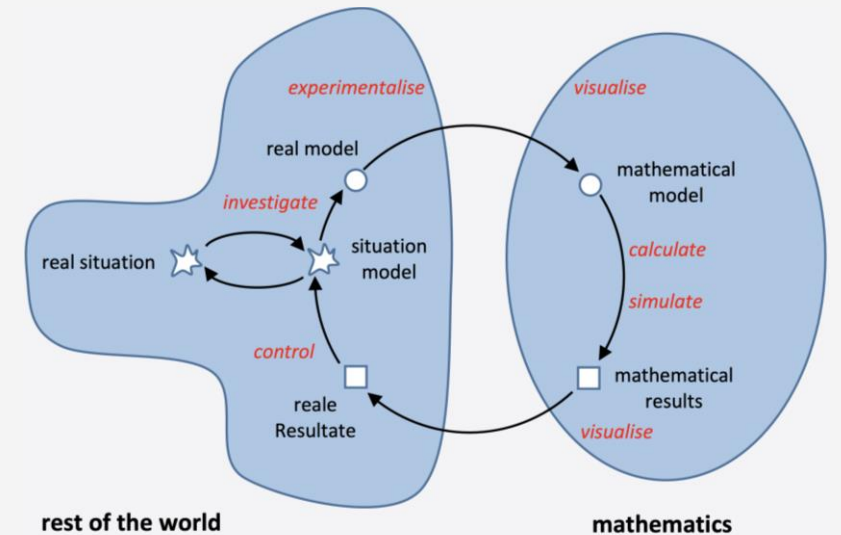 experimentalise
visualise
real model
mathematical
model
investigate
real situation
situation
model
calculate
simulate
control
reale
Resultate
mathematical
results
visualise
rest of the world
mathematics